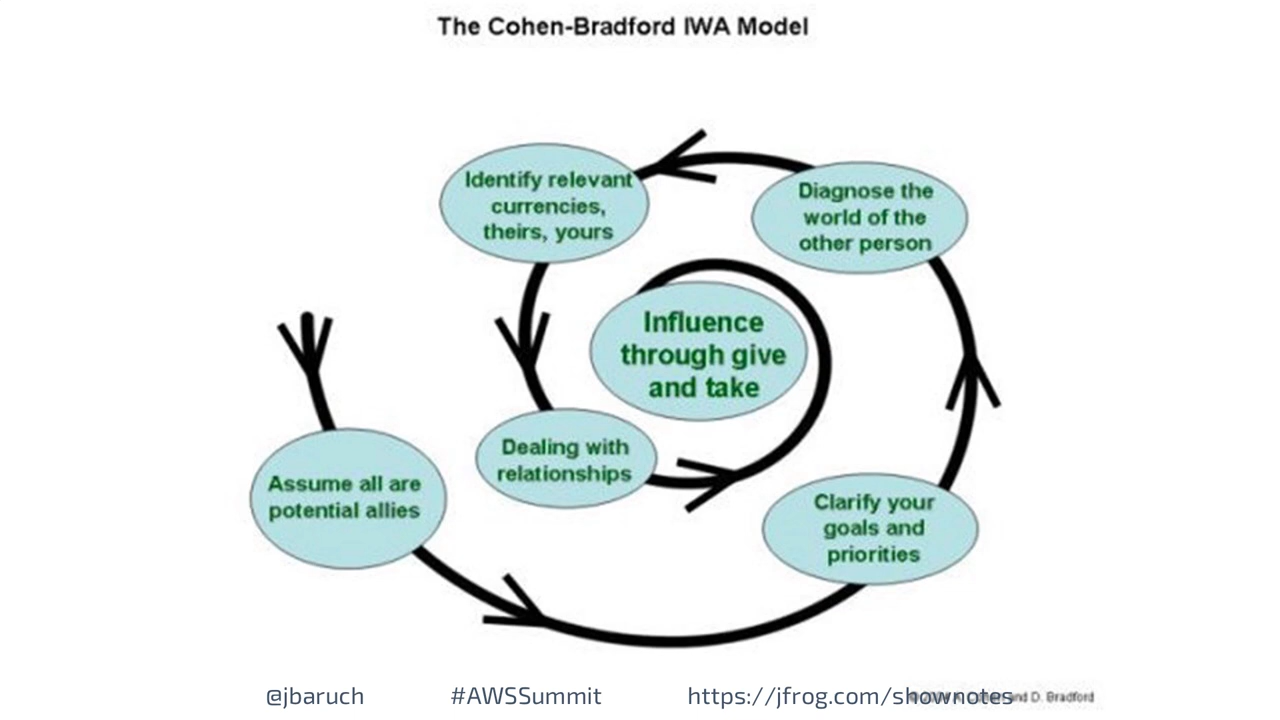 The Cohen-Bradford IWA Model
Identify relevant
currencies,
theirs, yours
Diagnose the
world of the
other person
Influence
through give
and take
Dealing with
relationships
Assume all are
potential allies
Clarify your
goals and
priorities
@jbaruch #AWSSummit https://jfrog.com/shownotes
and D. Bradford